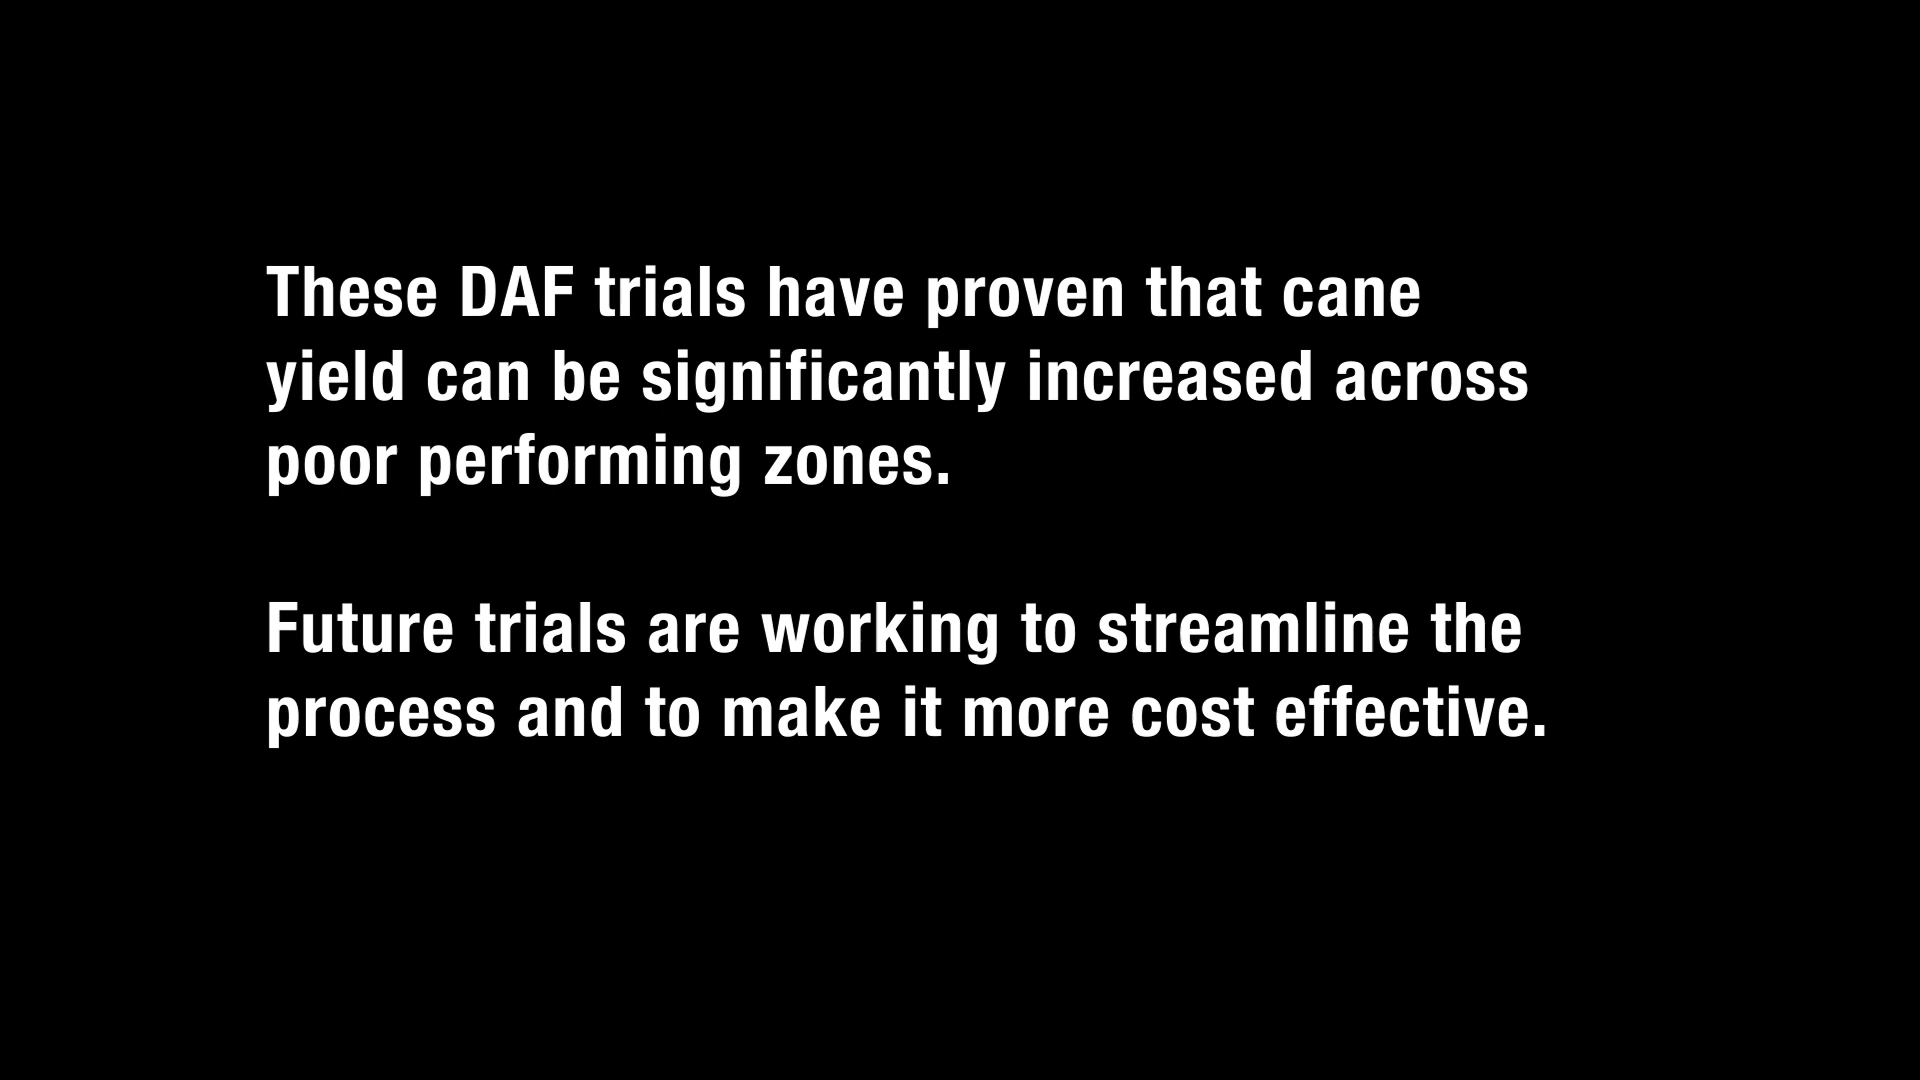 These DAF trials have proven that cane
yield can be significantly increased across
poor performing zones.
Future trials are working to streamline the
process and to make it more cost effective.